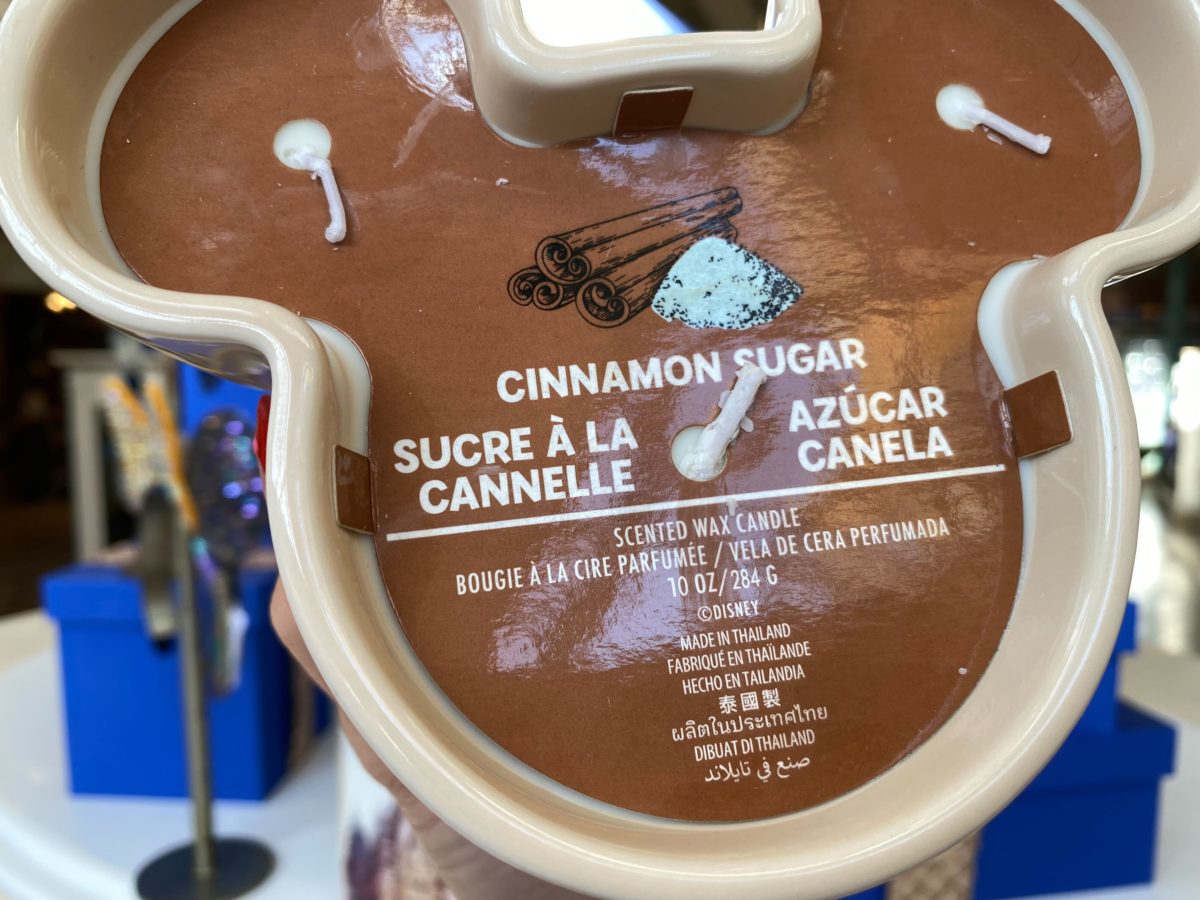 CINNAMON SUGAR
SUCRE À LA
CANNELLE
AZÚCAR
CANELA
SCENTED WAX CANDLE
BOUGIE À LA CIRE PARFUMÉE / VELA DE CERA PERFUMADA
10 OZ/284 G
©DISNEY
MADE IN THAILAND
FABRIQUÉ EN THAÏLANDE
HECHO EN TAILANDIA
泰國製
ผลิตในประเทศไทย
DIBUAT DI THAILAND
صنع في تايلاند